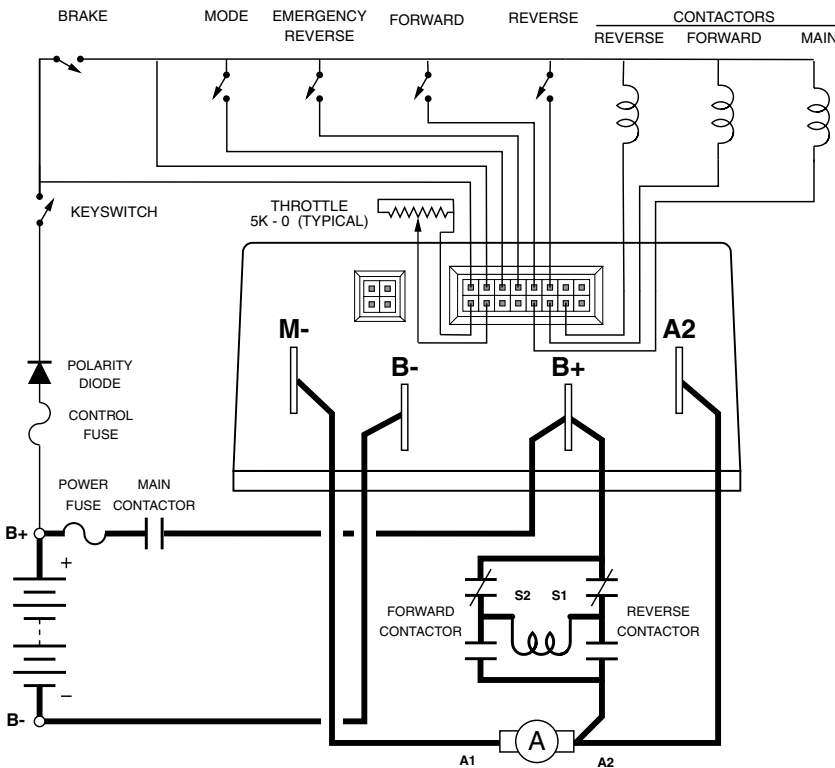 BRAKE
MODE
EMERGENCY
REVERSE
FORWARD
REVERSE
CONTACTORS
REVERSE
FORWARD
MAIN
KEYSWITCH
THROTTLE
5K - 0 (TYPICAL)
M-
B-
B+
A2
POLARITY
DIODE
CONTROL
FUSE
POWER
FUSE
MAIN
CONTACTOR
B+
+
S2
S1
FORWARD
CONTACTOR
REVERSE
CONTACTOR
–
B-
A
A1
A2